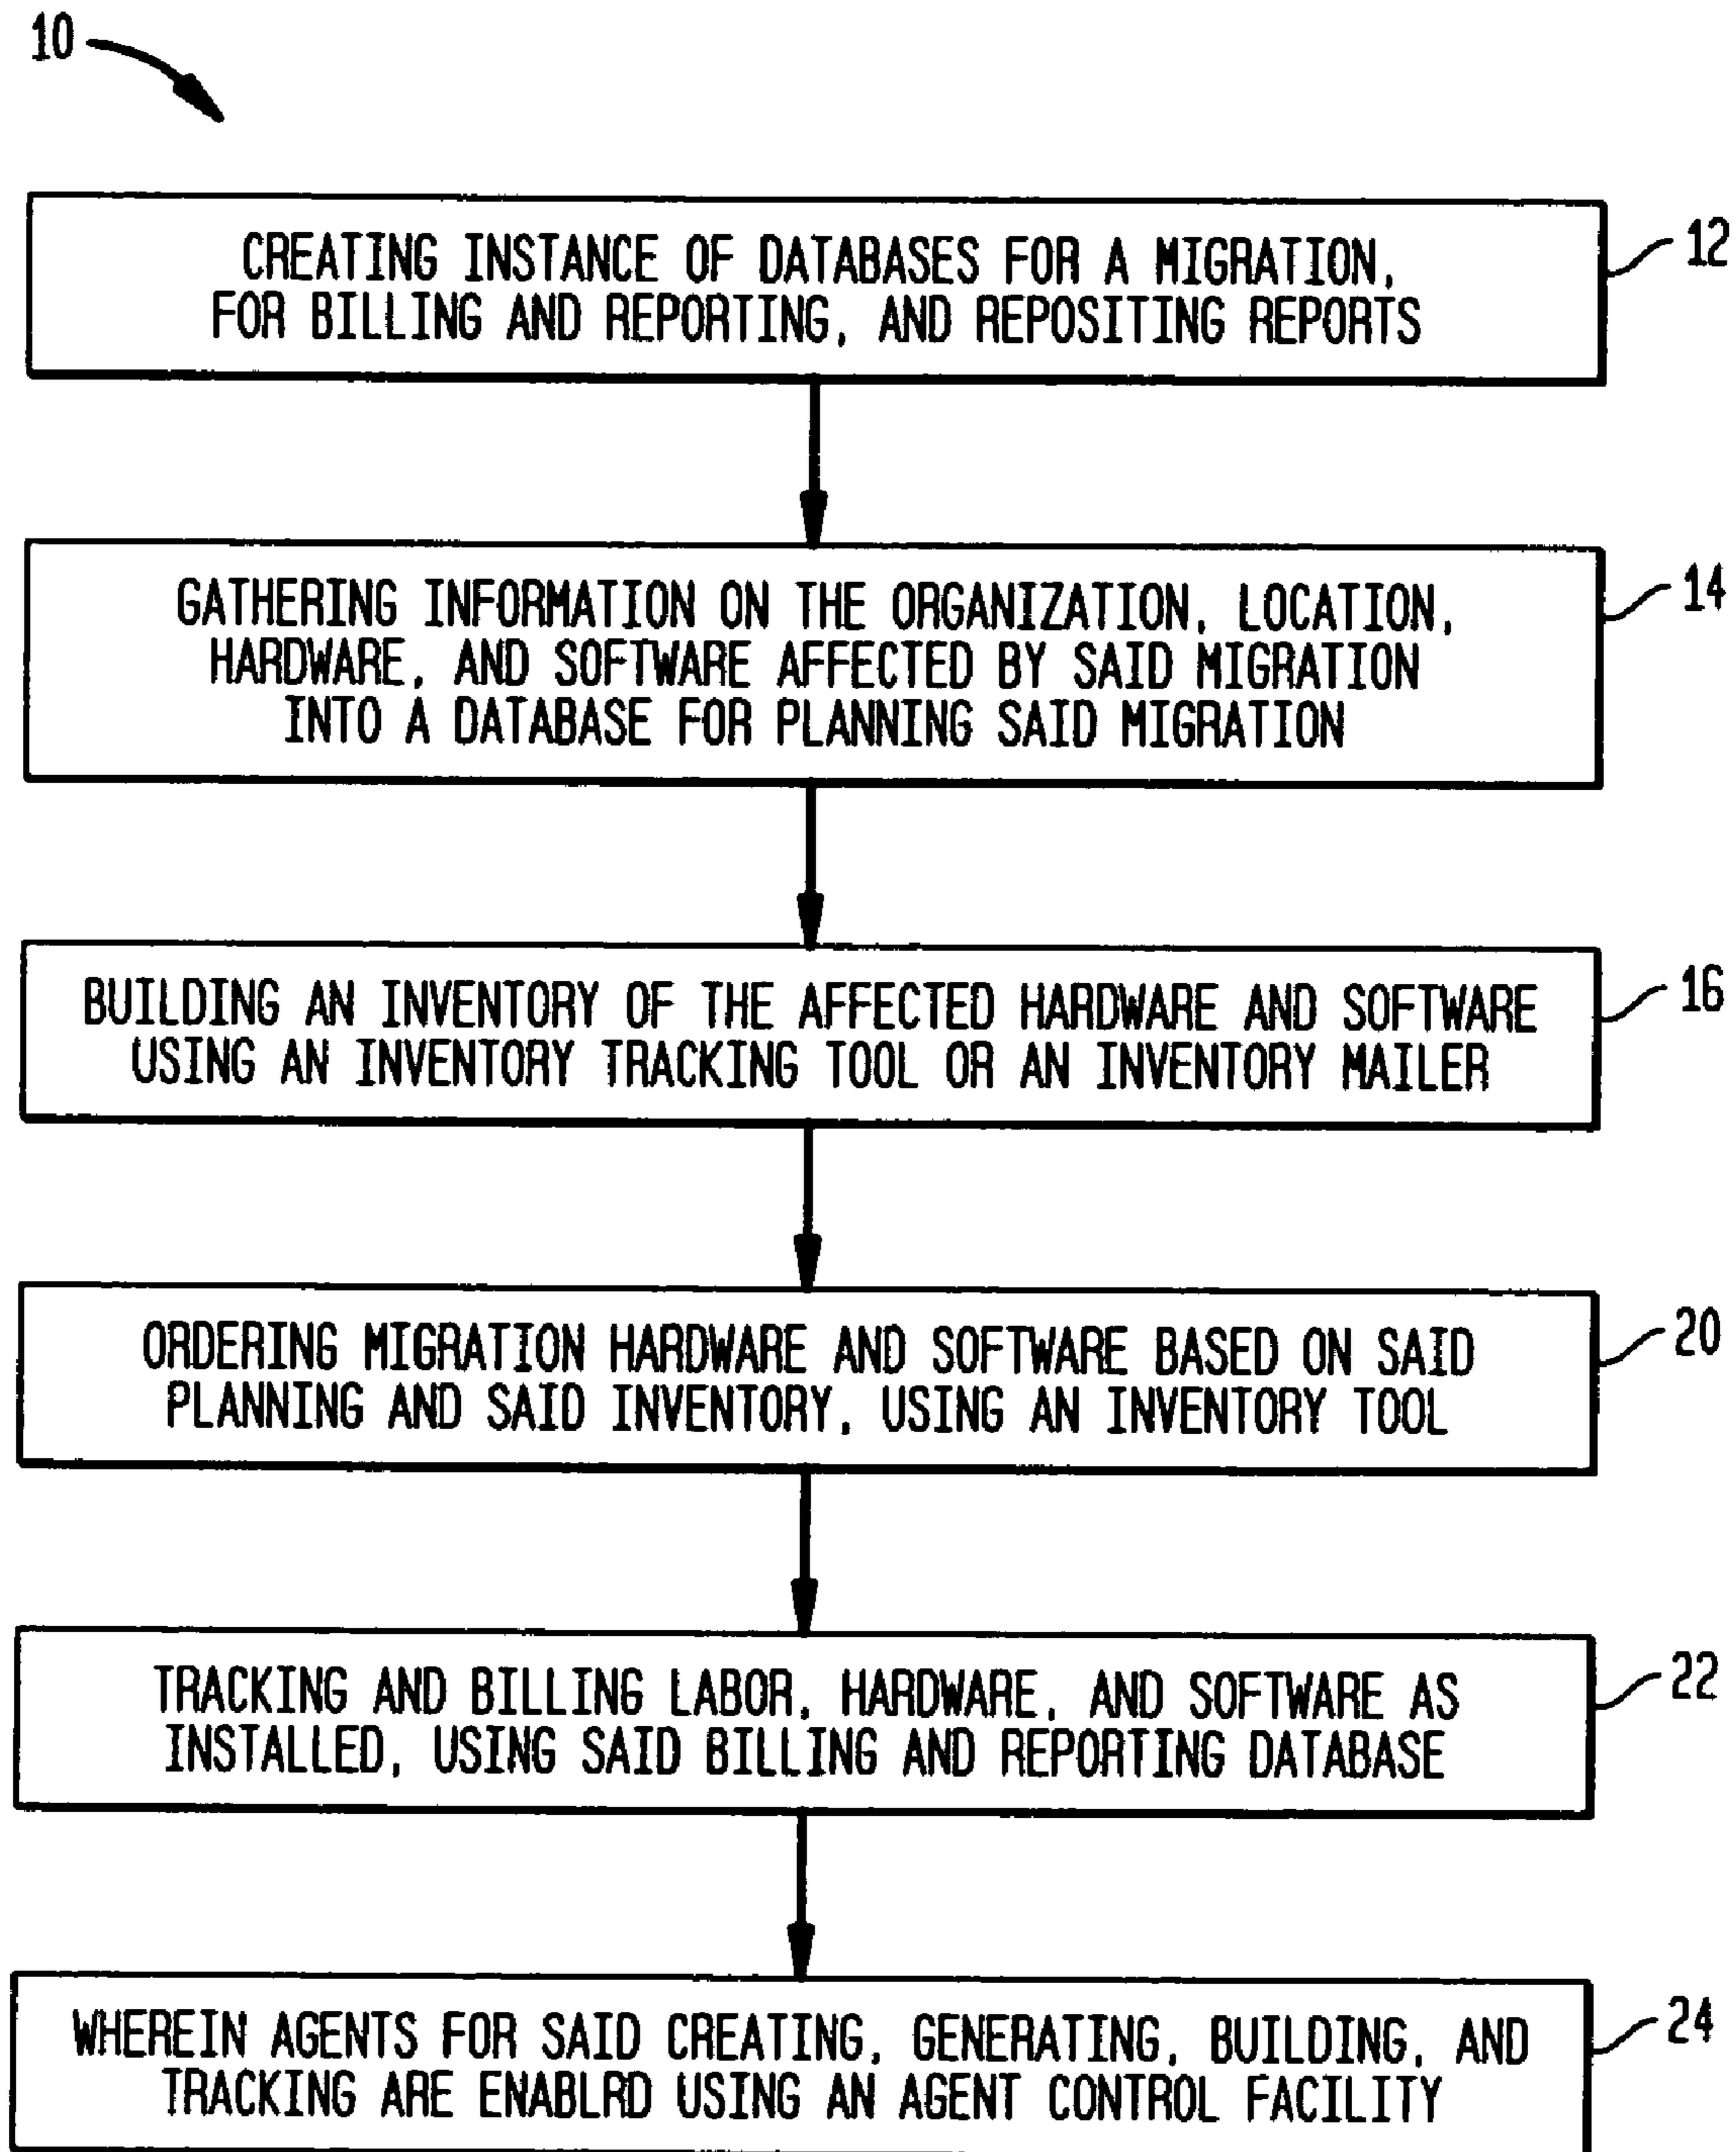 10
CREATING INSTANCE OF DATABASES FOR A MIGRATION,
FOR BILLING AND REPORTING, AND REPOSITING REPORTS
12
GATHERING INFORMATION ON THE ORGANIZATION, LOCATION,
HARDWARE, AND SOFTWARE AFFECTED BY SAID MIGRATION
INTO A DATABASE FOR PLANNING SAID MIGRATION
14
BUILDING AN INVENTORY OF THE AFFECTED HARDWARE AND SOFTWARE
USING AN INVENTORY TRACKING TOOL OR AN INVENTORY MAILER
16
ORDERING MIGRATION HARDWARE AND SOFTWARE BASED ON SAID
PLANNING AND SAID INVENTORY, USING AN INVENTORY TOOL
20
TRACKING AND BILLING LABOR, HARDWARE, AND SOFTWARE AS
INSTALLED, USING SAID BILLING AND REPORTING DATABASE
22
WHEREIN AGENTS FOR SAID CREATING, GENERATING, BUILDING, AND
TRACKING ARE ENABLRD USING AN AGENT CONTROL FACILITY
24